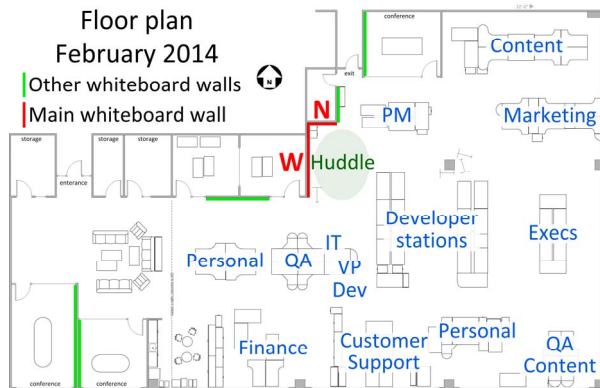 Floor plan
February 2014
Other whiteboard walls
Main whiteboard wall
N
conference
exit
Content
N
PM
Marketing
storage
storage
storage
entrance
W
Huddle
Developer
stations
Execs
Personal
QA
IT
VP
Dev
Finance
Customer
Support
Personal
QA
Content
conference
conference